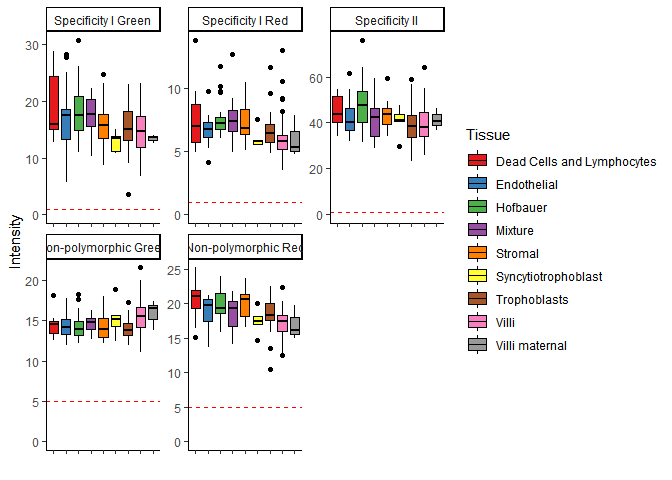 Specificity I Green
Specificity I Red
Specificity II
30
20
10
0
10
5
0
60
40
20
0
on-polymorphic Gree
Non-polymorphic Red
20
15
10
5
0
25
20
15
10
5
0
Intensity
Tissue
Dead Cells and Lymphocytes
Endothelial
Hofbauer
Mixture
Stromal
Syncytiotrophoblast
Trophoblasts
Villi
Villi maternal